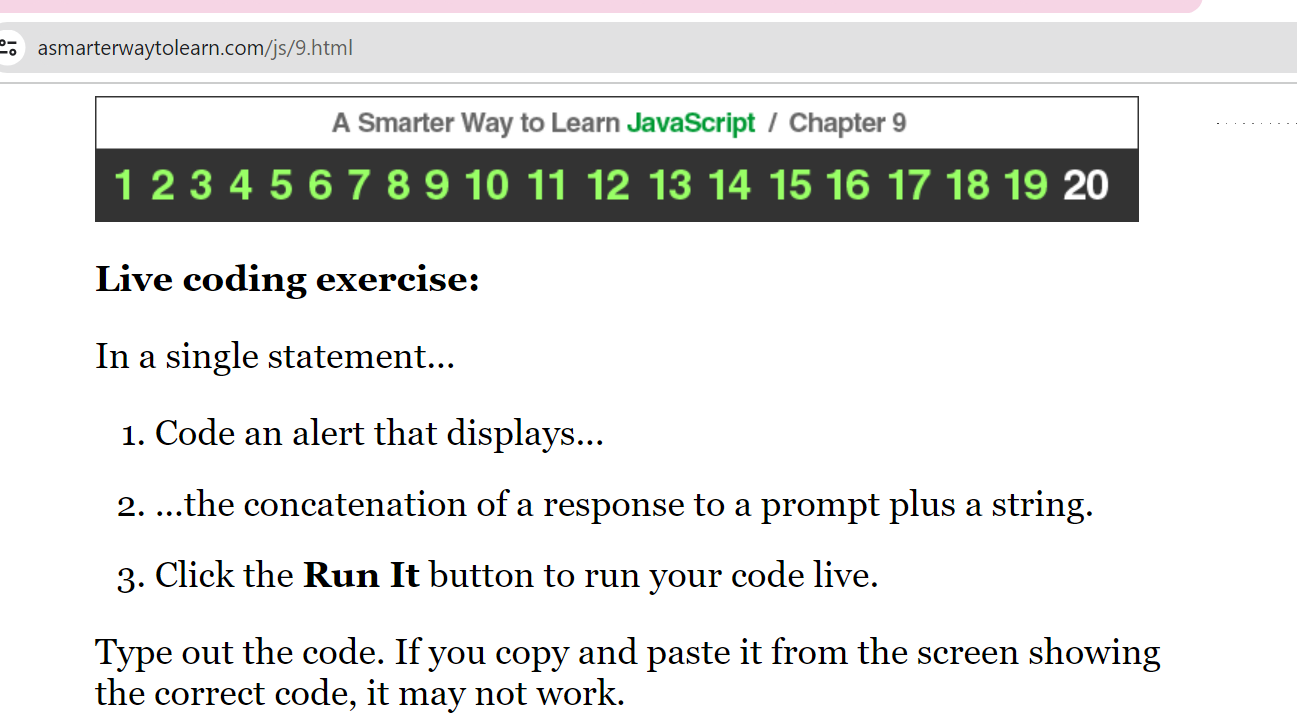 asmarterwaytolearn.com/js/9.html
A Smarter Way to Learn JavaScript / Chapter 9
1 2 3 4 5 6 7 8 9 10 11 12 13 14 15 16 17 18 19 20
Live coding exercise:
In a single statement...
1. Code an alert that displays...
2. ...the concatenation of a response to a prompt plus a string.
3. Click the Run It button to run your code live.
Type out the code. If you copy and paste it from the screen showing
the correct code, it may not work.